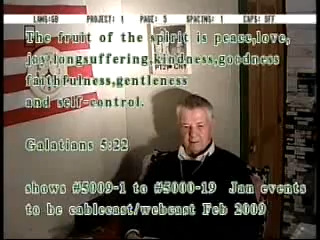 LANG:GB PROJECT: 1 PAGE: 5 SPACING: 1 CAPS: OFF
The fruit of the spirit is peace,love,
joy,longsuffering,kindness,goodness
faithfulness,gentleness
and self-control.
Galatians 5:22
shows #5009-1 to #5000-19 Jan events
to be cablecast/webcast Feb 2009